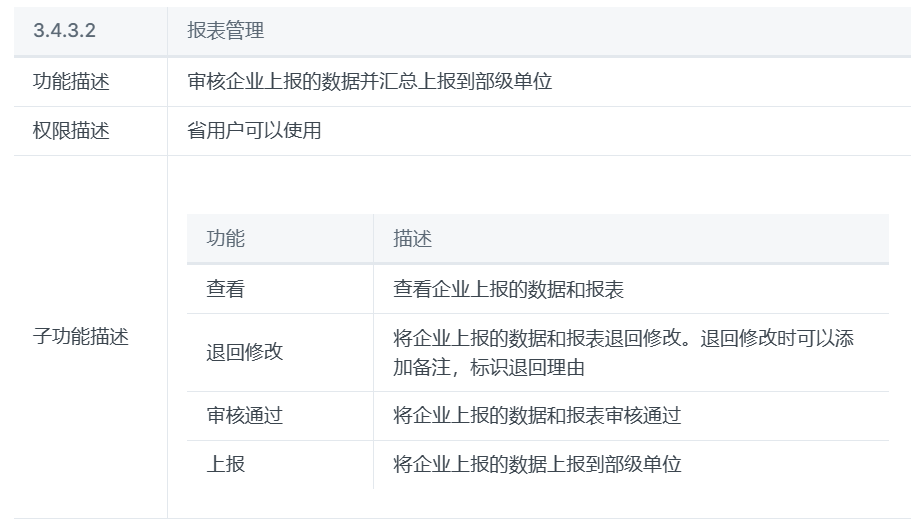 3.4.3.2 报表管理
功能描述 审核企业上报的数据并汇总上报到部级单位
权限描述 省用户可以使用
子功能描述
功能 描述
查看 查看企业上报的数据和报表
退回修改 将企业上报的数据和报表退回修改。退回修改时可以添
加备注，标识退回理由
审核通过 将企业上报的数据和报表审核通过
上报 将企业上报的数据上报到部级单位